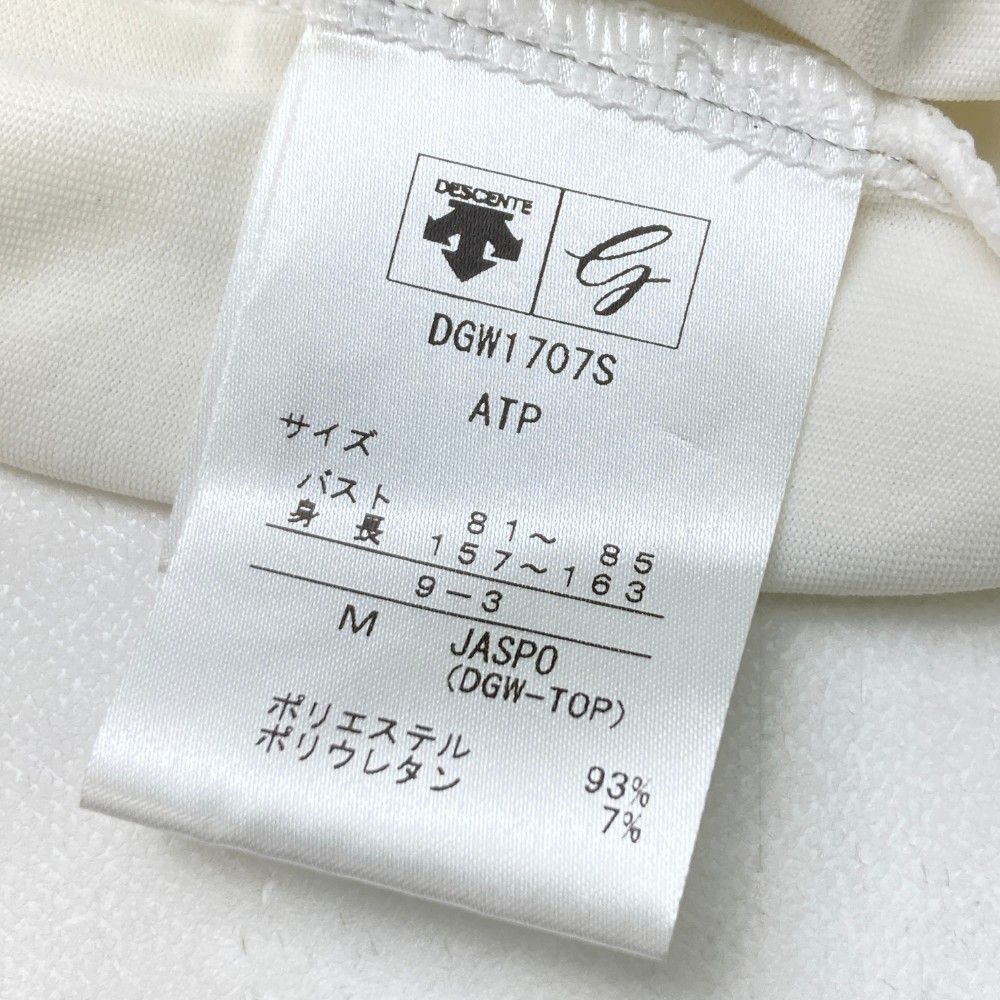 DESCENTE G
DGW1707S
ATP
サイズ
バスト 81～ 85
身 長 157～163
9-3
M JASPO
(DGW-TOP)
ポリエステル 93%
ポリウレタン 7%